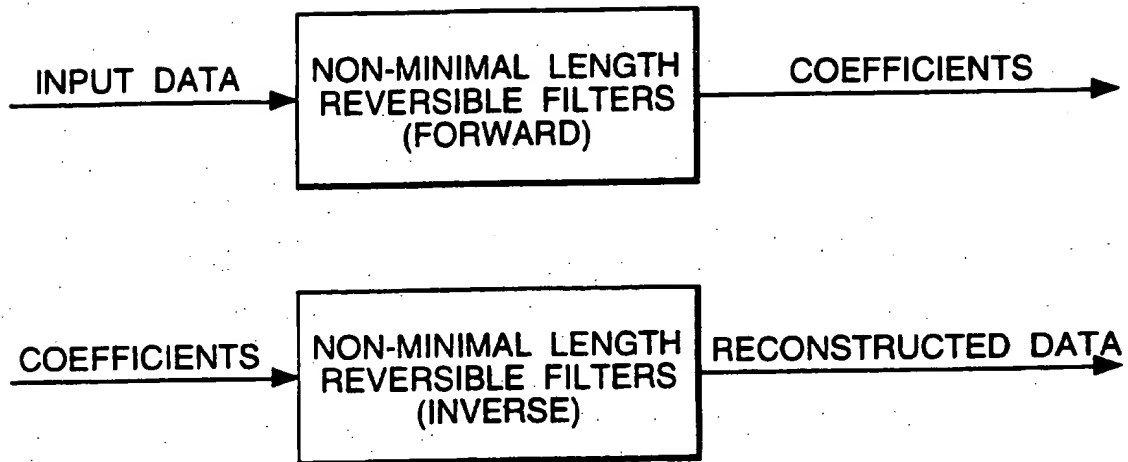 INPUT DATA
NON-MINIMAL LENGTH
REVERSIBLE FILTERS
(FORWARD)
COEFFICIENTS
COEFFICIENTS
NON-MINIMAL LENGTH
REVERSIBLE FILTERS
(INVERSE)
RECONSTRUCTED DATA